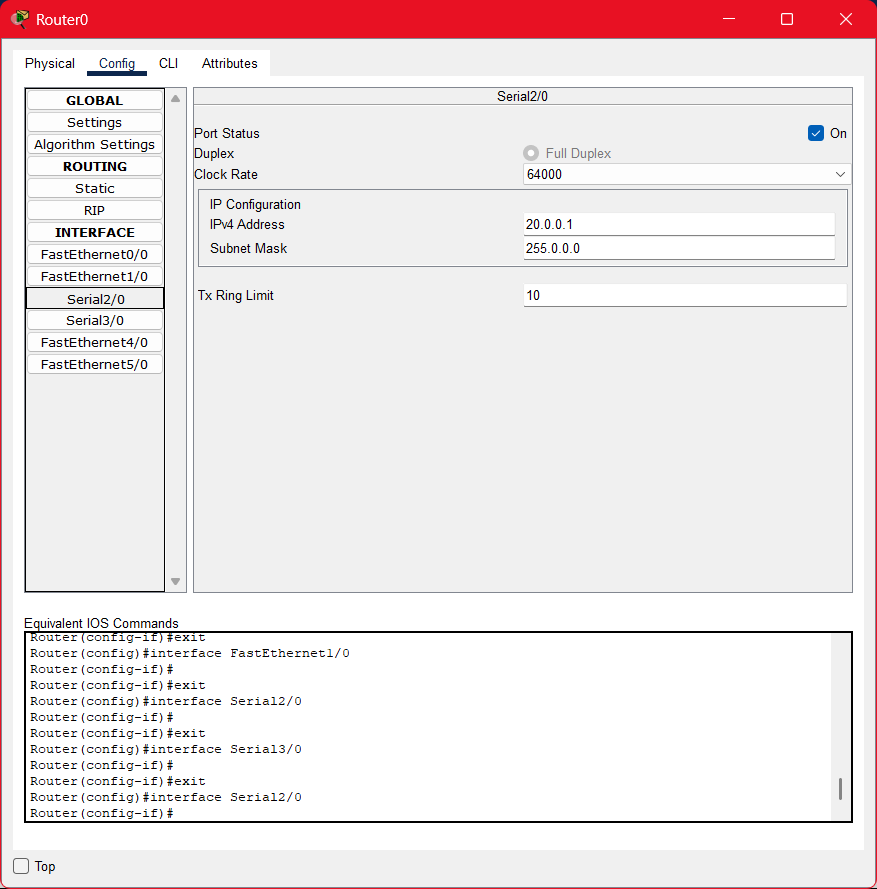 Router0
Physical Config CLI Attributes
GLOBAL
Settings
Algorithm Settings
ROUTING
Static
RIP
INTERFACE
FastEthernet0/0
FastEthernet1/0
Serial2/0
Serial3/0
FastEthernet4/0
FastEthernet5/0
Serial2/0
Port Status On
Duplex Full Duplex
Clock Rate 64000
IP Configuration
IPv4 Address 20.0.0.1
Subnet Mask 255.0.0.0
Tx Ring Limit 10
Equivalent IOS Commands
Router(config-if)#exit
Router(config)#interface FastEthernet1/0
Router(config-if)#
Router(config-if)#exit
Router(config)#interface Serial2/0
Router(config-if)#
Router(config-if)#exit
Router(config)#interface Serial3/0
Router(config-if)#
Router(config-if)#exit
Router(config)#interface Serial2/0
Router(config-if)#
Top